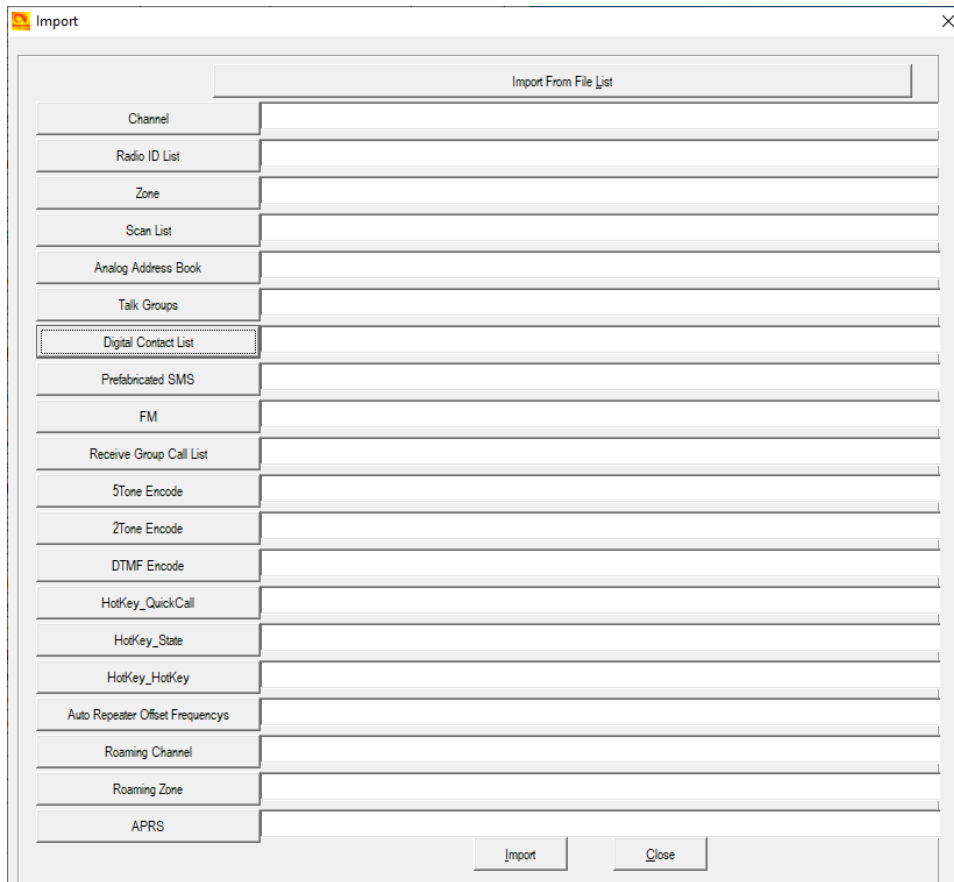 Import
Import From File List
Channel
Radio ID List
Zone
Scan List
Analog Address Book
Talk Groups
Digital Contact List
Prefabricated SMS
FM
Receive Group Call List
5Tone Encode
2Tone Encode
DTMF Encode
HotKey_QuickCall
HotKey_State
HotKey_HotKey
Auto Repeater Offset Frequencys
Roaming Channel
Roaming Zone
APRS
Import Close